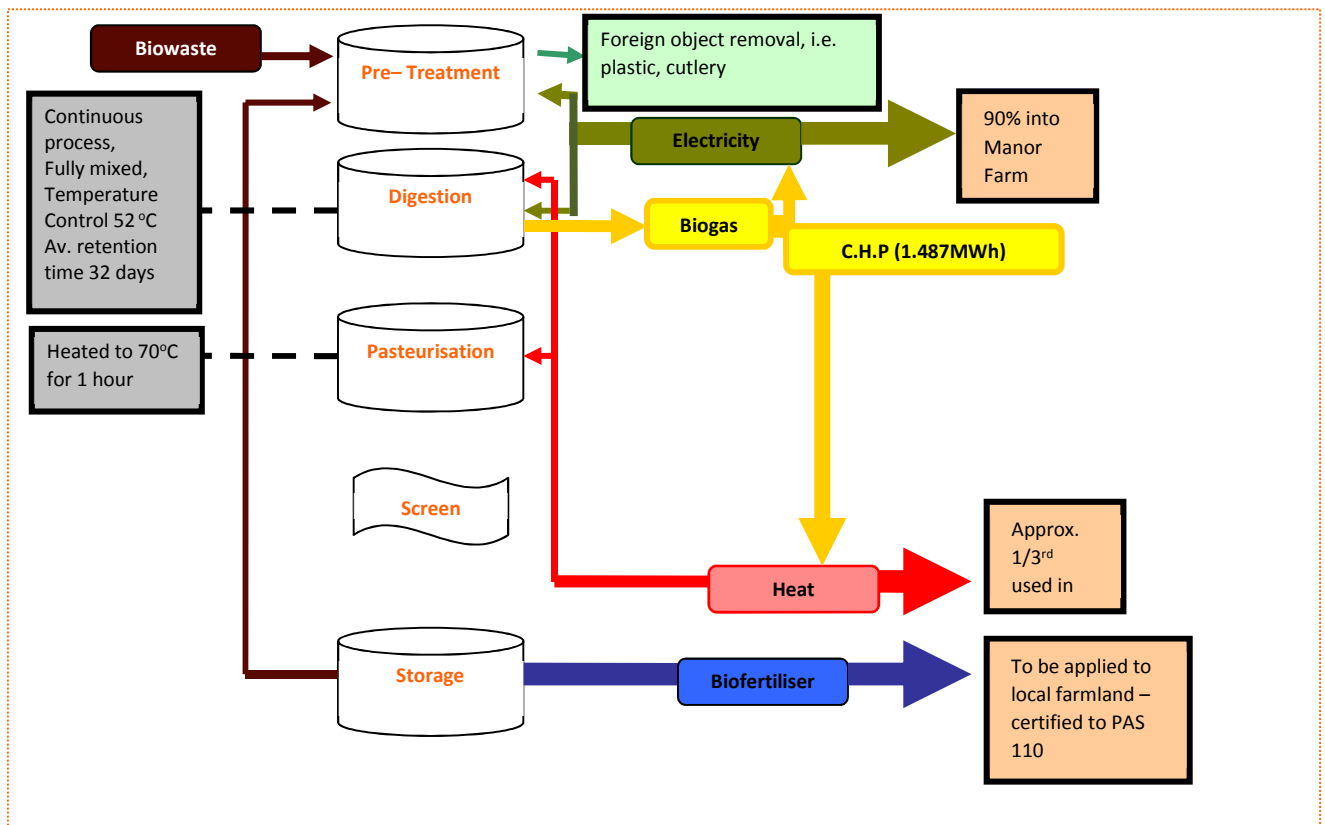 Biowaste
Pre– Treatment
Foreign object removal, i.e.
plastic, cutlery
Continuous
process,
Fully mixed,
Temperature
Control 52 °C
Av. retention
time 32 days
Electricity
90% into
Manor
Farm
Digestion
Biogas
C.H.P (1.487MWh)
Heated to 70°C
for 1 hour
Pasteurisation
Screen
Heat
Approx.
1/3rd
used in
Storage
Biofertiliser
To be applied to
local farmland –
certified to PAS
110